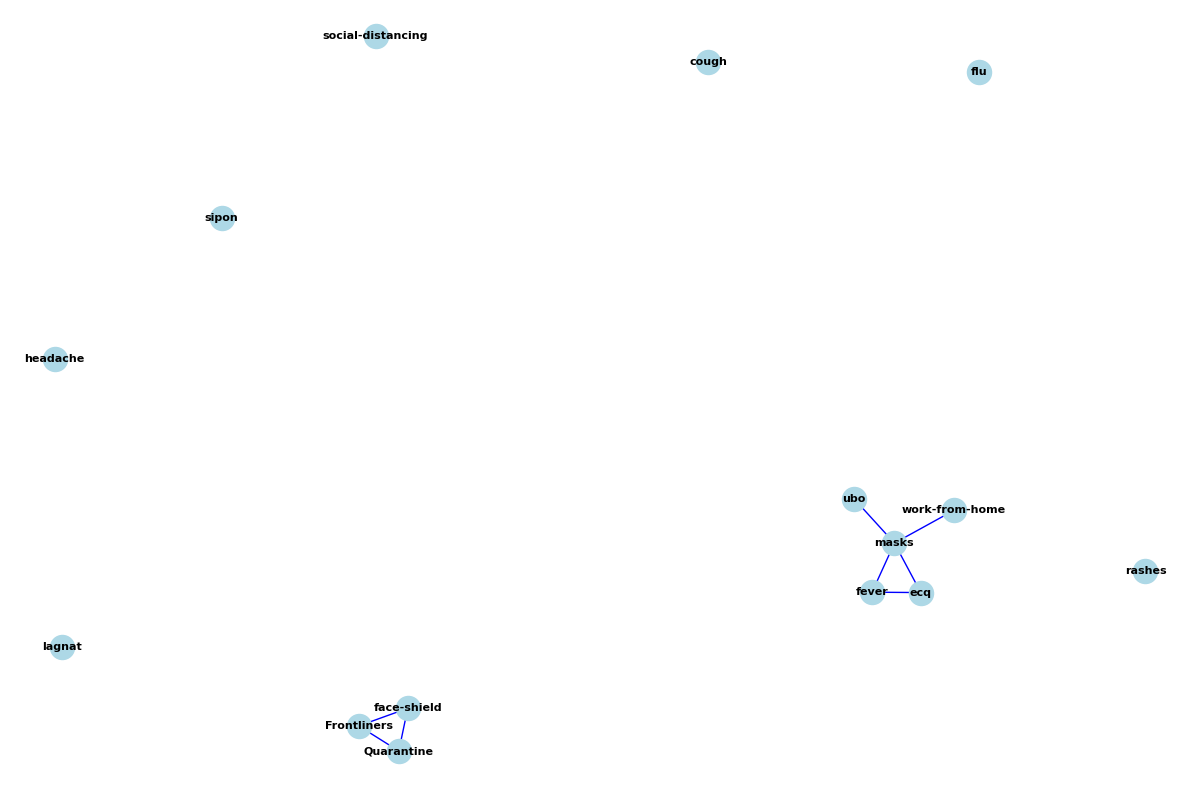 social-distancing
cough
flu
sipon
headache
ubo
work-from-home
masks
rashes
fever
ecq
lagnat
face-shield
Frontliners
Quarantine